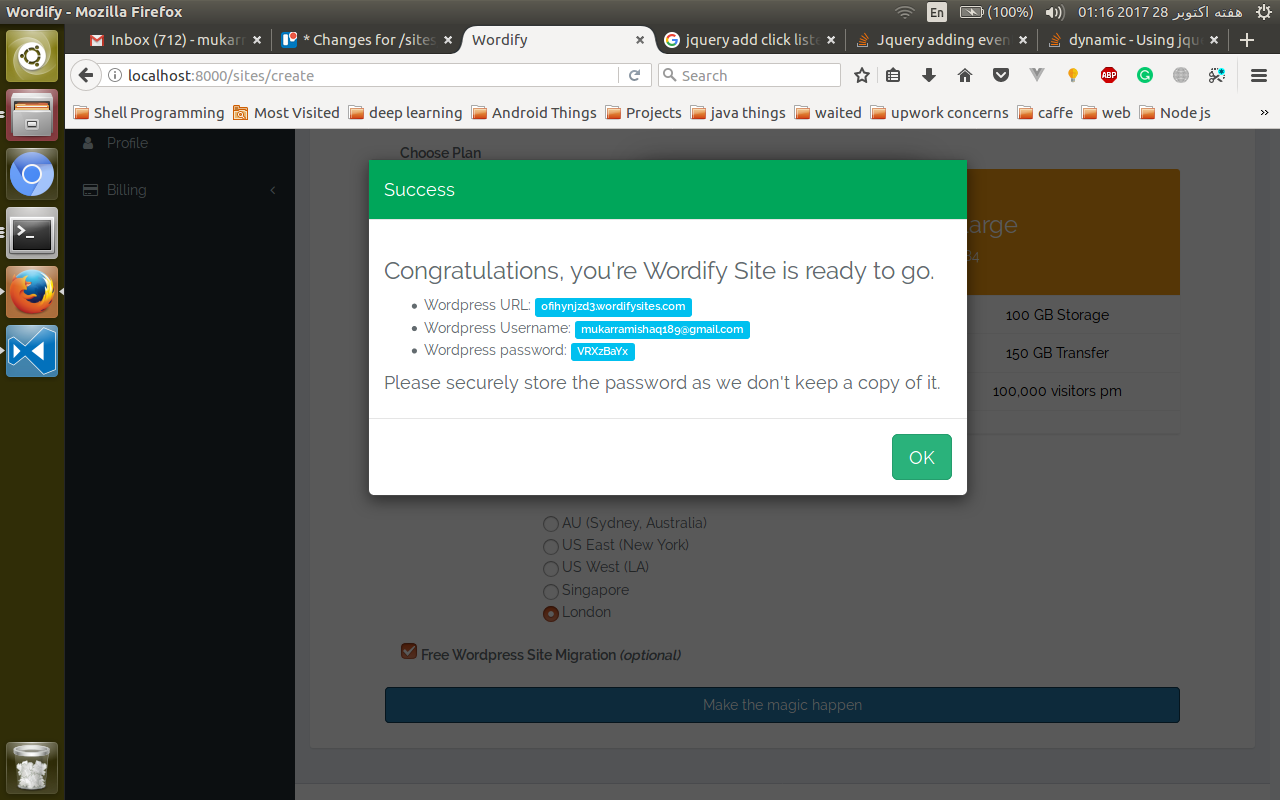 Wordify - Mozilla Firefox
En (100%) 01:16 2017 هفته اکتوبر 28
Inbox (712) - mukarr
* Changes for /sites
Wordify
jquery add click liste
Jquery adding even
dynamic - Using jqu
localhost:8000/sites/create
Search
ABP
Shell Programming
Most Visited
deep learning
Android Things
Projects
java things
waited
upwork concerns
caffe
web
Node js
»
Profile
Billing
Choose Plan
Success
arge
84
Congratulations, you're Wordify Site is ready to go.
Wordpress URL: ofihynjzd3.wordifysites.com
Wordpress Username: mukarramishaq189@gmail.com
Wordpress password: VRXzBaYx
Please securely store the password as we don't keep a copy of it.
OK
100 GB Storage
150 GB Transfer
100,000 visitors pm
AU (Sydney, Australia)
US East (New York)
US West (LA)
Singapore
London
Free Wordpress Site Migration (optional)
Make the magic happen